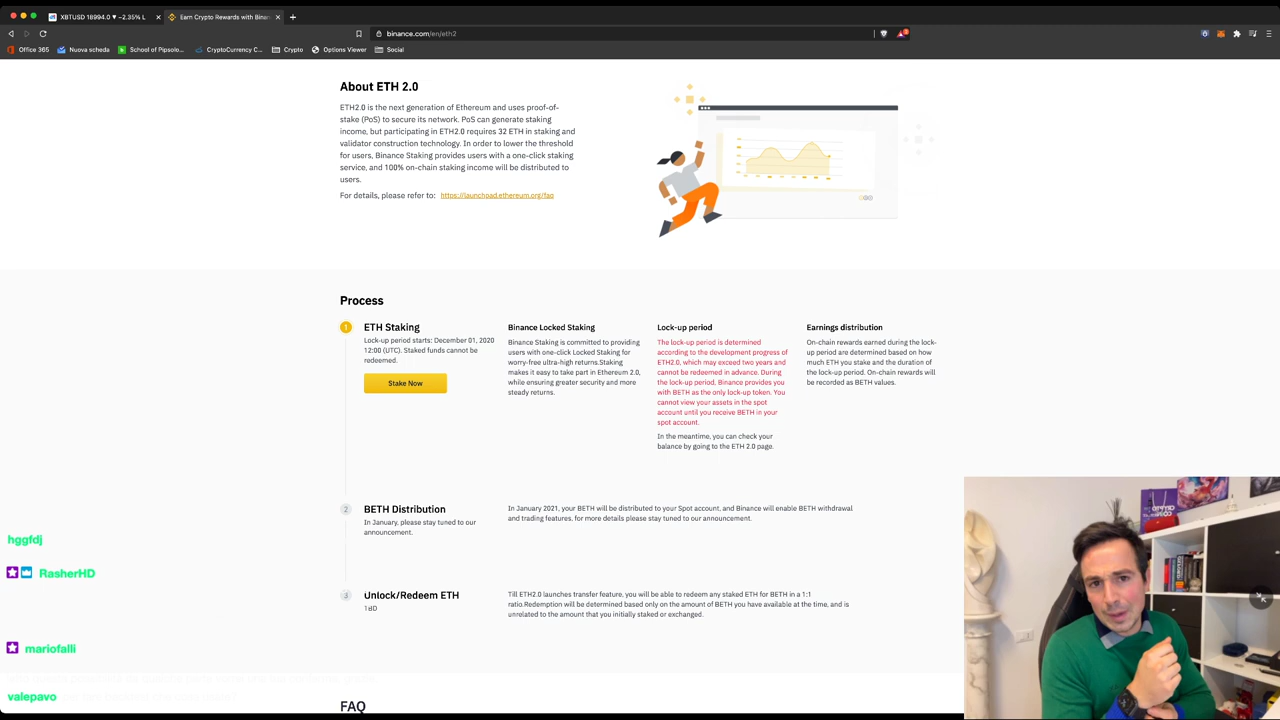 XBTUSD 18994.0 ▼ −2.35% L
Earn Crypto Rewards with Binan
binance.com/en/eth2
Office 365
Nuova scheda
School of Pipsolo...
CryptoCurrency C...
Crypto
Options Viewer
Social
About ETH 2.0
ETH2.0 is the next generation of Ethereum and uses proof-of-
stake (PoS) to secure its network. PoS can generate staking
income, but participating in ETH2.0 requires 32 ETH in staking and
validator construction technology. In order to lower the threshold
for users, Binance Staking provides users with a one-click staking
service, and 100% on-chain staking income will be distributed to
users.
For details, please refer to: https://launchpad.ethereum.org/faq
Process
1
ETH Staking
Lock-up period starts: December 01, 2020
12:00 (UTC). Staked funds cannot be
redeemed.
Stake Now
Binance Locked Staking
Binance Staking is committed to providing
users with one-click Locked Staking for
worry-free ultra-high returns.Staking
makes it easy to take part in Ethereum 2.0,
while ensuring greater security and more
steady returns.
Lock-up period
The lock-up period is determined
according to the development progress of
ETH2.0, which may exceed two years and
cannot be redeemed in advance. During
the lock-up period, Binance provides you
with BETH as the only lock-up token. You
cannot view your assets in the spot
account until you receive BETH in your
spot account.
In the meantime, you can check your
balance by going to the ETH 2.0 page.
Earnings distribution
On-chain rewards earned during the lock-
up period are determined based on how
much ETH you stake and the duration of
the lock-up period. On-chain rewards will
be recorded as BETH values.
2
BETH Distribution
In January, please stay tuned to our
announcement.
In January 2021, your BETH will be distributed to your Spot account, and Binance will enable BETH withdrawal
and trading features, for more details please stay tuned to our announcement.
3
Unlock/Redeem ETH
TBD
Till ETH2.0 launches transfer feature, you will be able to redeem any staked ETH for BETH in a 1:1
ratio.Redemption will be determined based only on the amount of BETH you have available at the time, and is
unrelated to the amount that you initially staked or exchanged.
FAQ
hggfdj
RasherHD
mariofalli
valepavo